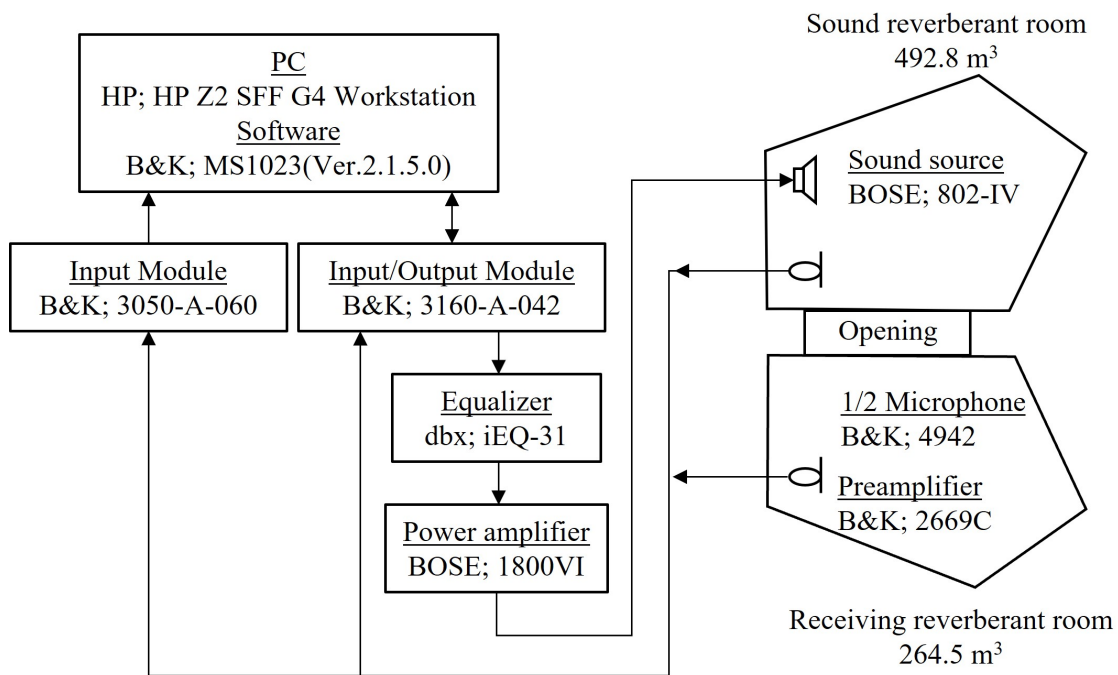 PC
HP; HP Z2 SFF G4 Workstation
Software
B&K; MS1023(Ver.2.1.5.0)
Input Module
B&K; 3050-A-060
Input/Output Module
B&K; 3160-A-042
Equalizer
dbx; iEQ-31
Power amplifier
BOSE; 1800VI
Sound reverberant room
492.8 m³
Sound source
BOSE; 802-IV
Opening
1/2 Microphone
B&K; 4942
Preamplifier
B&K; 2669C
Receiving reverberant room
264.5 m³